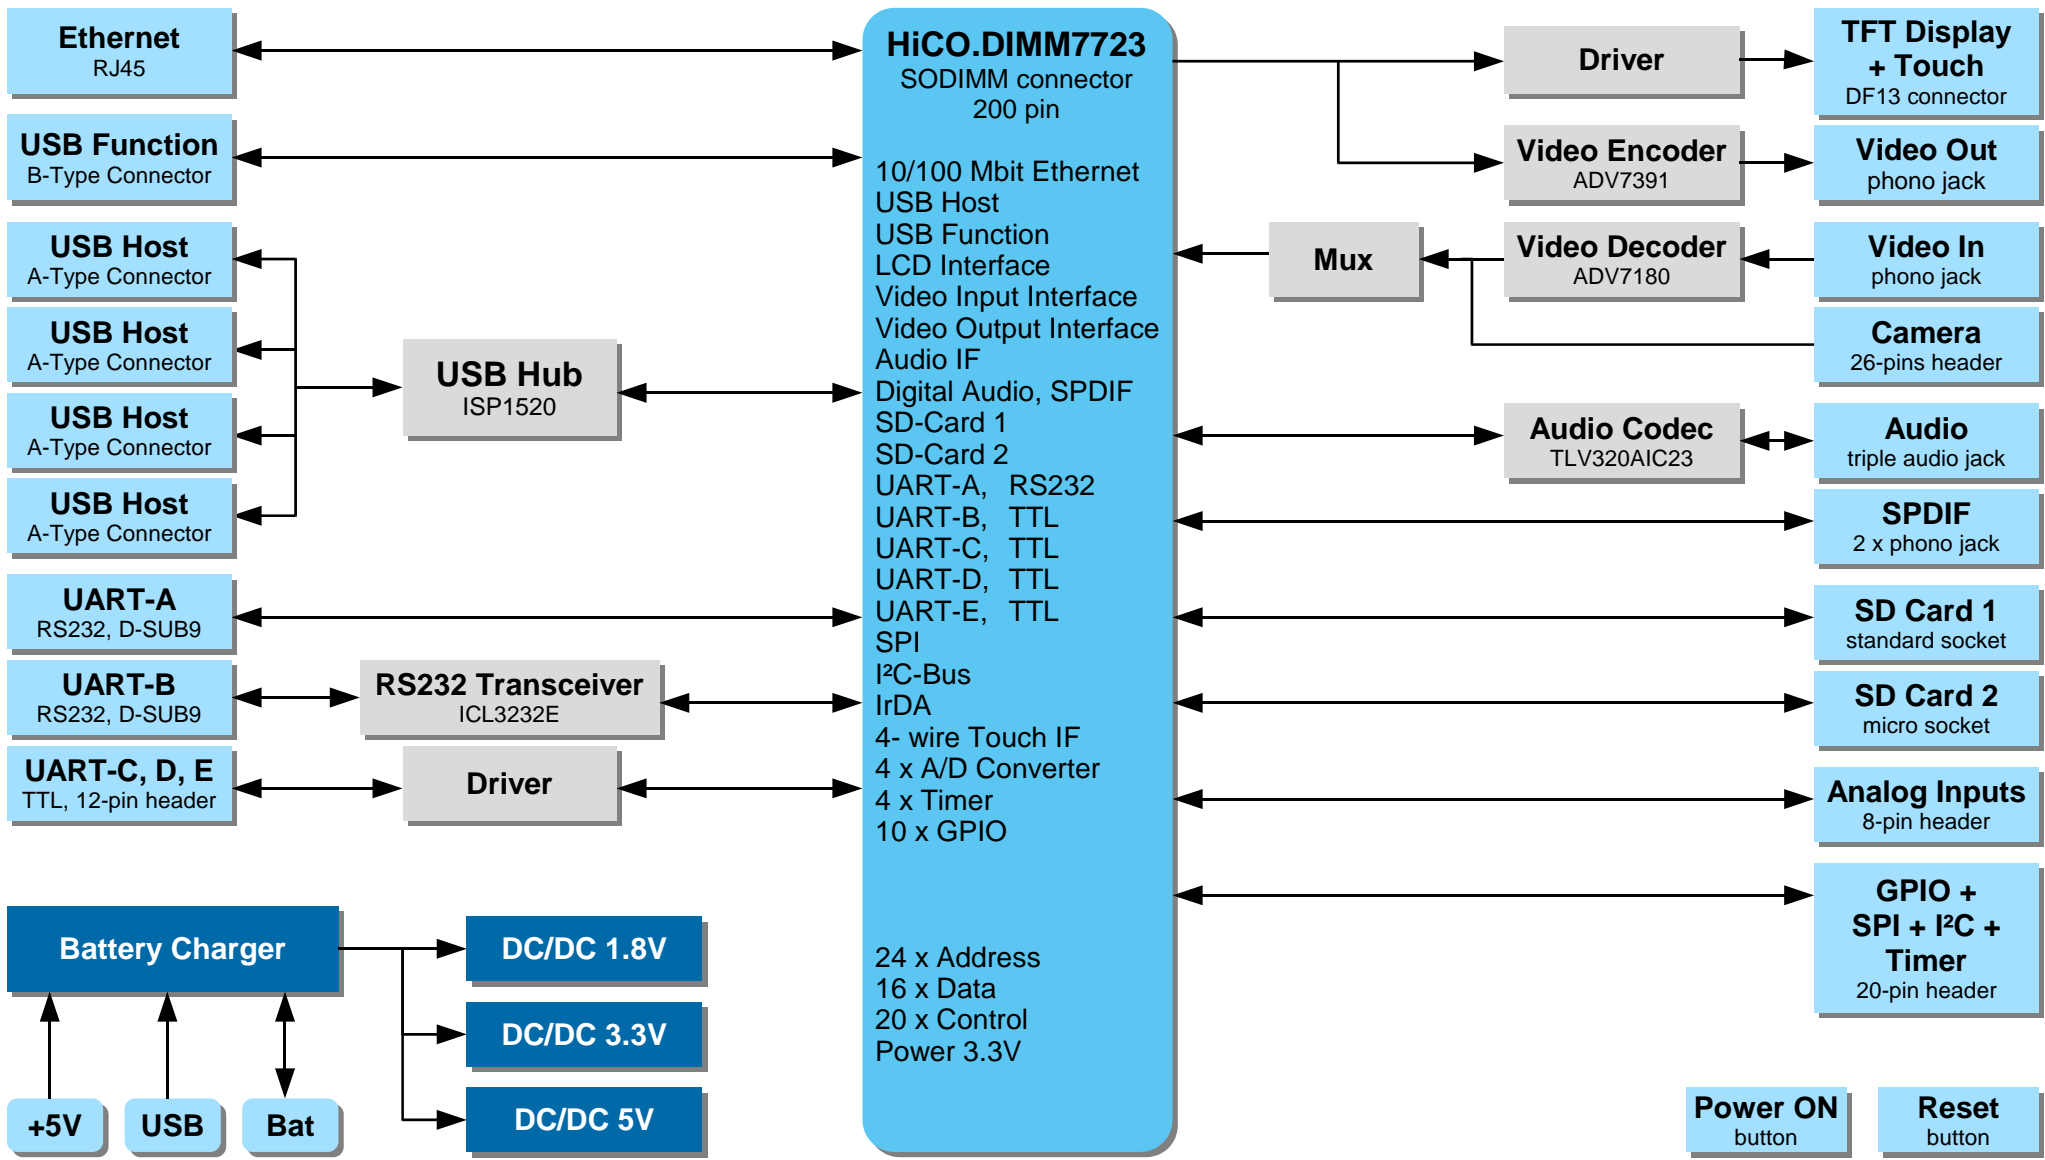 Ethernet
RJ45
USB Function
B-Type Connector
USB Host
A-Type Connector
USB Host
A-Type Connector
USB Host
A-Type Connector
USB Host
A-Type Connector
UART-A
RS232, D-SUB9
UART-B
RS232, D-SUB9
UART-C, D, E
TTL, 12-pin header
USB Hub
ISP1520
RS232 Transceiver
ICL3232E
Driver
Battery Charger
+5V
USB
Bat
DC/DC 1.8V
DC/DC 3.3V
DC/DC 5V
HiCO.DIMM7723
SODIMM connector
200 pin
10/100 Mbit Ethernet
USB Host
USB Function
LCD Interface
Video Input Interface
Video Output Interface
Audio IF
Digital Audio, SPDIF
SD-Card 1
SD-Card 2
UART-A, RS232
UART-B, TTL
UART-C, TTL
UART-D, TTL
UART-E, TTL
SPI
I²C-Bus
IrDA
4- wire Touch IF
4 x A/D Converter
4 x Timer
10 x GPIO
24 x Address
16 x Data
20 x Control
Power 3.3V
Driver
Video Encoder
ADV7391
Mux
Video Decoder
ADV7180
Audio Codec
TLV320AIC23
TFT Display
+ Touch
DF13 connector
Video Out
phono jack
Video In
phono jack
Camera
26-pins header
Audio
triple audio jack
SPDIF
2 x phono jack
SD Card 1
standard socket
SD Card 2
micro socket
Analog Inputs
8-pin header
GPIO +
SPI + I²C +
Timer
20-pin header
Power ON
button
Reset
button